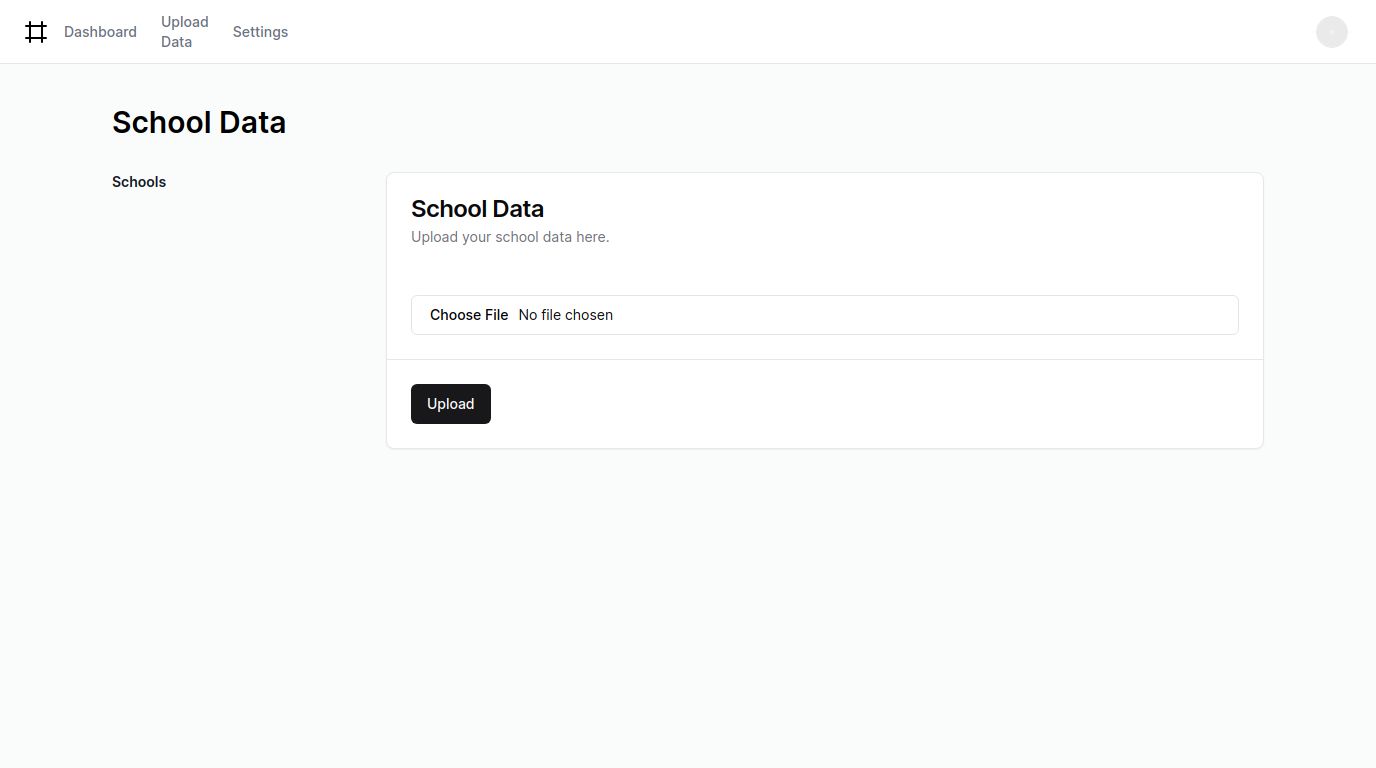 Dashboard
Upload
Data
Settings
School Data
Schools
School Data
Upload your school data here.
Choose File No file chosen
Upload